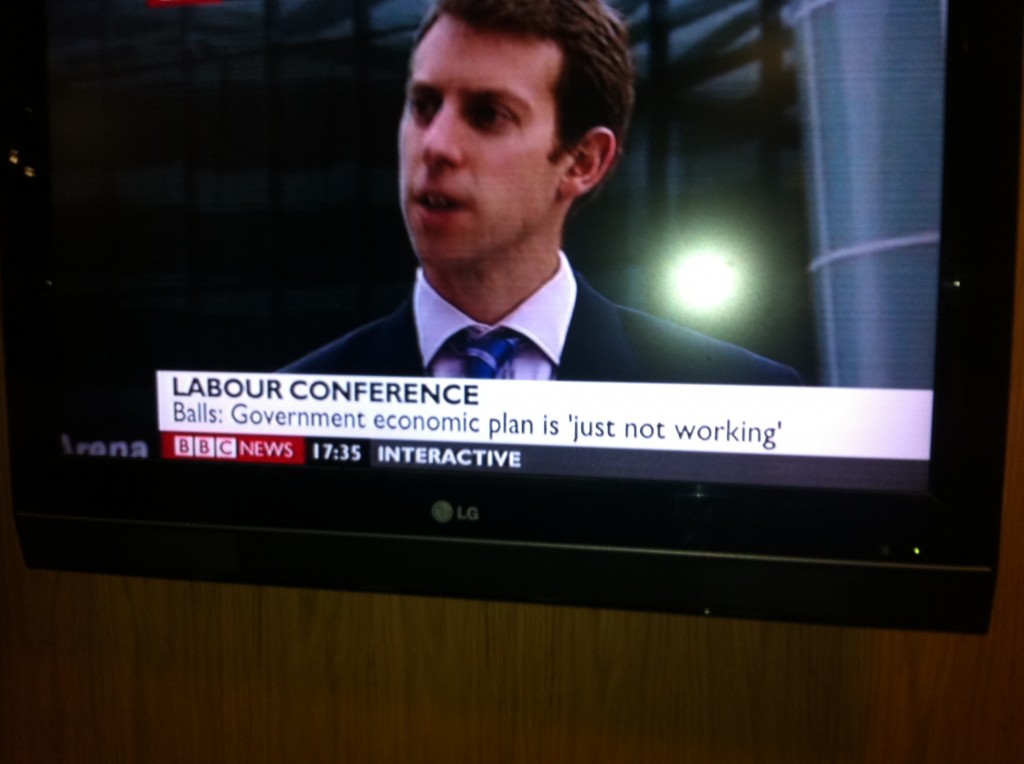 LABOUR CONFERENCE
Balls: Government economic plan is 'just not working'
Arena
BBC NEWS 17:35 INTERACTIVE
LG